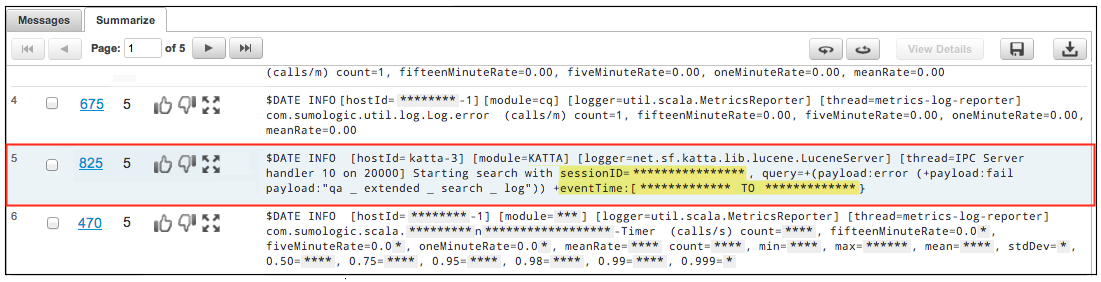 Messages Summarize
Page: 1 of 5 View Details
(calls/m) count=1, fifteenMinuteRate=0.00, fiveMinuteRate=0.00, oneMinuteRate=0.00, meanRate=0.00
4 675 5 $DATE INFO[hostId= ********-1] [module=cq] [logger=util.scala.MetricsReporter] [thread=metrics-log-reporter]
com.sumologic.util.log.Log.error (calls/m) count=1, fifteenMinuteRate=0.00, fiveMinuteRate=0.00, oneMinuteRate=0.00,
meanRate=0.00
5 825 5 $DATE INFO [hostId= katta-3] [module=KATTA] [logger=net.sf.katta.lib.lucene.LuceneServer] [thread=IPC Server
handler 10 on 20000] Starting search with sessionID= ****************, query=+(payload:error (+payload:fail
payload:"qa _ extended _ search _ log")) +eventTime:[ ************* TO *************}
6 470 5 $DATE INFO [hostId= ********-1] [module= ***] [logger=util.scala.MetricsReporter] [thread=metrics-log-reporter]
com.sumologic.scala.*********n******************-Timer (calls/s) count=****, fifteenMinuteRate=0.0*,
fiveMinuteRate=0.0*, oneMinuteRate=0.0*, meanRate=**** count=****, min=****, max=******, mean=****, stdDev=*,
0.50=****, 0.75=****, 0.95=****, 0.98=****, 0.99=****, 0.999=*